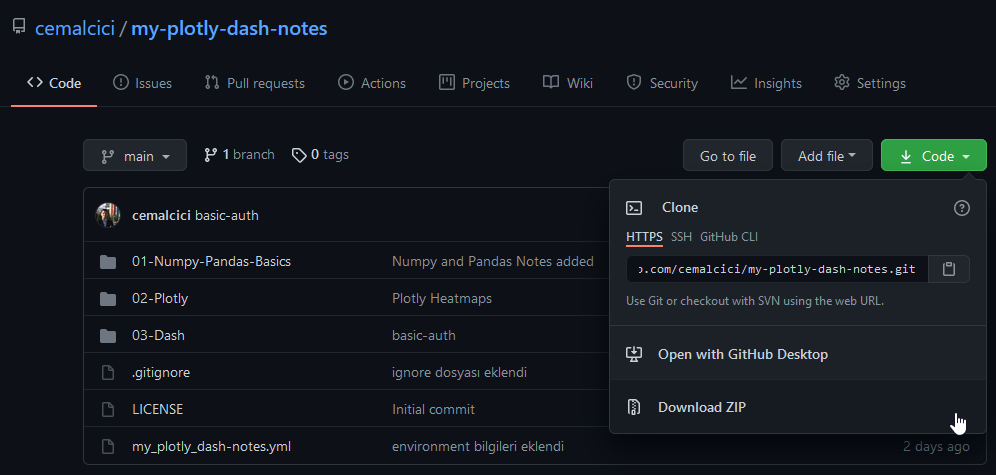 cemalcici / my-plotly-dash-notes
Code Issues Pull requests Actions Projects Wiki Security Insights Settings
main 1 branch 0 tags Go to file Add file Code
cemalcici basic-auth
01-Numpy-Pandas-Basics Numpy and Pandas Notes added
02-Plotly Plotly Heatmaps
03-Dash basic-auth
.gitignore ignore dosyası eklendi
LICENSE Initial commit
my_plotly_dash-notes.yml environment bilgileri eklendi 2 days ago
Clone
HTTPS SSH GitHub CLI
.com/cemalcici/my-plotly-dash-notes.git
Use Git or checkout with SVN using the web URL.
Open with GitHub Desktop
Download ZIP